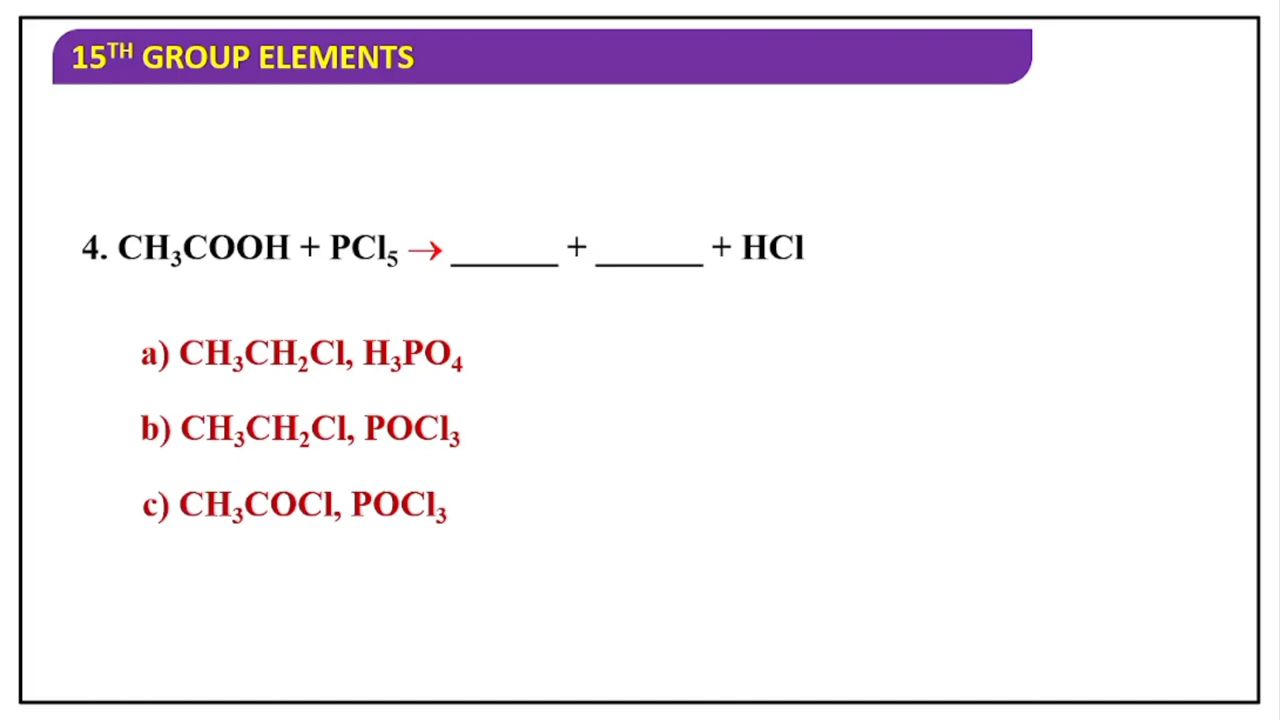 15ᵀᴴ GROUP ELEMENTS
4. CH₃COOH + PCl₅ → ______ + ______ + HCl
a) CH₃CH₂Cl, H₃PO₄
b) CH₃CH₂Cl, POCl₃
c) CH₃COCl, POCl₃